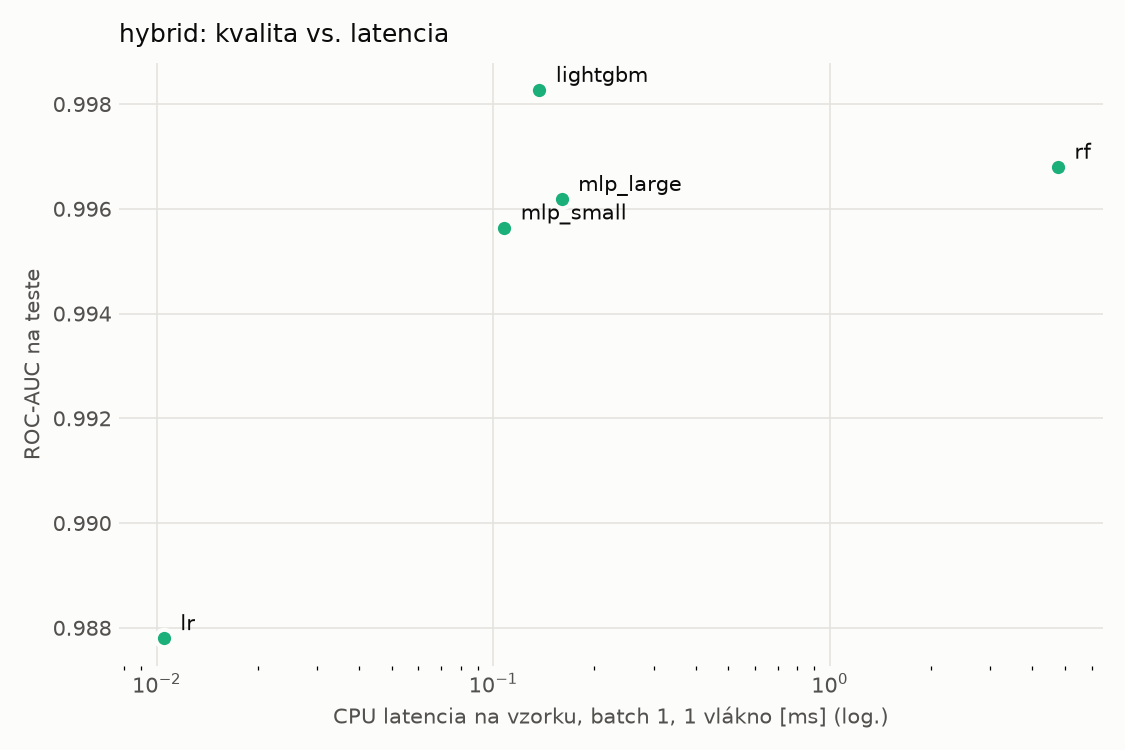 hybrid: kvalita vs. latencia
lightgbm
0.998
rf
mlp_large
0.996
mlp_small
0.994
ROC-AUC na teste
0.992
0.990
lr
0.988
10⁻² 10⁻¹ 10⁰
CPU latencia na vzorku, batch 1, 1 vlákno [ms] (log.)